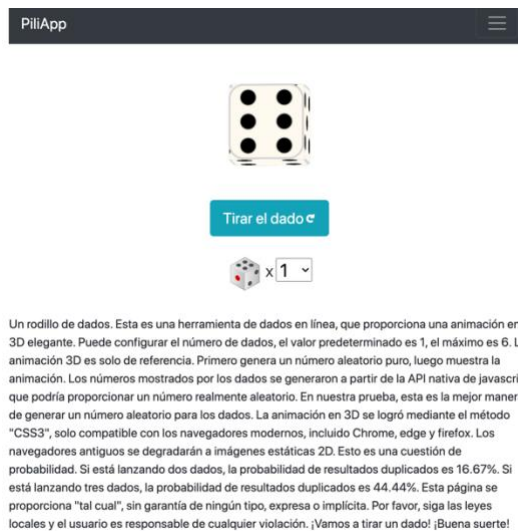 PiliApp
Tirar el dado
x 1
Un rodillo de dados. Esta es una herramienta de dados en línea, que proporciona una animación en
3D elegante. Puede configurar el número de dados, el valor predeterminado es 1, el máximo es 6. L
animación 3D es solo de referencia. Primero genera un número aleatorio puro, luego muestra la
animación. Los números mostrados por los dados se generaron a partir de la API nativa de javascri
que podría proporcionar un número realmente aleatorio. En nuestra prueba, esta es la mejor maner
de generar un número aleatorio para los dados. La animación en 3D se logró mediante el método
"CSS3", solo compatible con los navegadores modernos, incluido Chrome, edge y firefox. Los
navegadores antiguos se degradarán a imágenes estáticas 2D. Esto es una cuestión de
probabilidad. Si está lanzando dos dados, la probabilidad de resultados duplicados es 16.67%. Si
está lanzando tres dados, la probabilidad de resultados duplicados es 44.44%. Esta página se
proporciona "tal cual", sin garantía de ningún tipo, expresa o implícita. Por favor, siga las leyes
locales y el usuario es responsable de cualquier violación. ¡Vamos a tirar un dado! ¡Buena suerte!